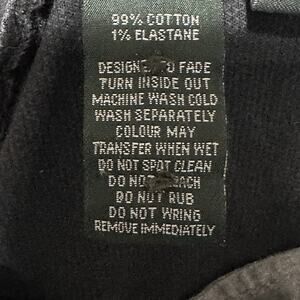 99% COTTON
1% ELASTANE
DESIGNED TO FADE
TURN INSIDE OUT
MACHINE WASH COLD
WASH SEPARATELY
COLOUR MAY
TRANSFER WHEN WET
DO NOT SPOT CLEAN
DO NOT BLEACH
DO NOT RUB
DO NOT WRING
REMOVE IMMEDIATELY